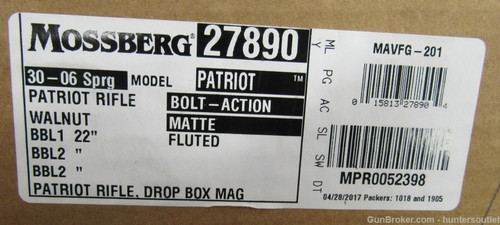 MOSSBERG® 27890
30-06 Sprg MODEL PATRIOT ™
PATRIOT RIFLE BOLT-ACTION
WALNUT MATTE
BBL1 22" FLUTED
BBL2 "
BBL2 "
PATRIOT RIFLE, DROP BOX MAG
ML PG AC SL SW DT
Y
MAVFG-201
0 15813 27890 4
MPR0052398
04/28/2017 Packers: 1018 and 1905
GunBroker.com - huntersoutlet